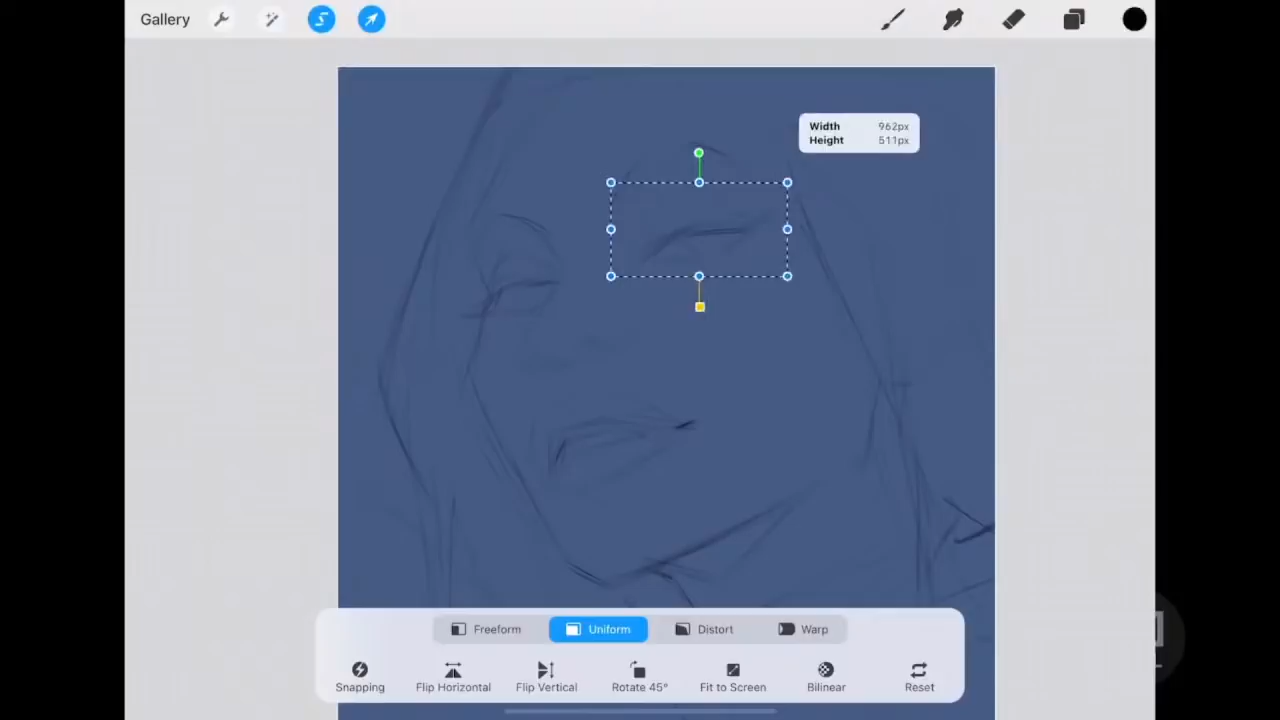 Gallery
Width 962px
Height 511px
Freeform Uniform Distort Warp
Snapping Flip Horizontal Flip Vertical Rotate 45° Fit to Screen Bilinear Reset